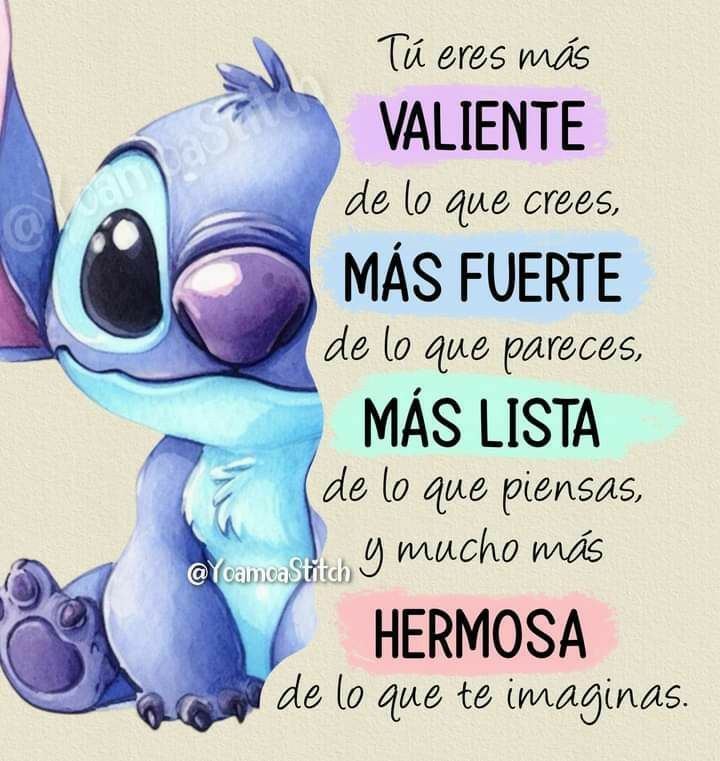 Tú eres más
VALIENTE
de lo que crees,
MÁS FUERTE
de lo que pareces,
MÁS LISTA
de lo que piensas,
y mucho más
HERMOSA
de lo que te imaginas.
@YoamoaStitch
@YoamoaStitch